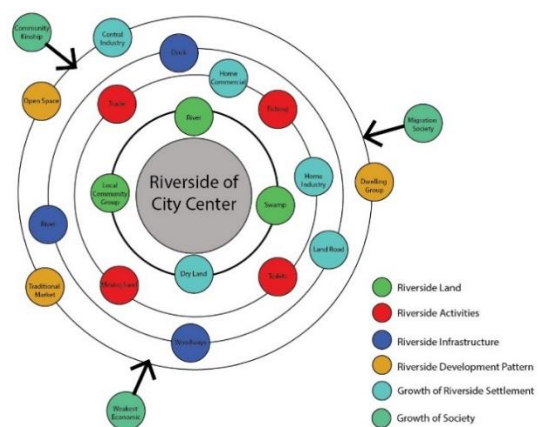 Community
Kinship
Central
Industry
Dock
Home
Commercial
Open Space
Trade
Fishing
River
Migration
Society
Local
Community
Group
Riverside of
City Center
Home
Industry
Dwelling
Group
Swamp
River
Land Road
Dry Land
Traditional
Market
Toilets
Woodways
Weakest
Economic
Riverside Land
Riverside Activities
Riverside Infrastructure
Riverside Development Pattern
Growth of Riverside Settlement
Growth of Society